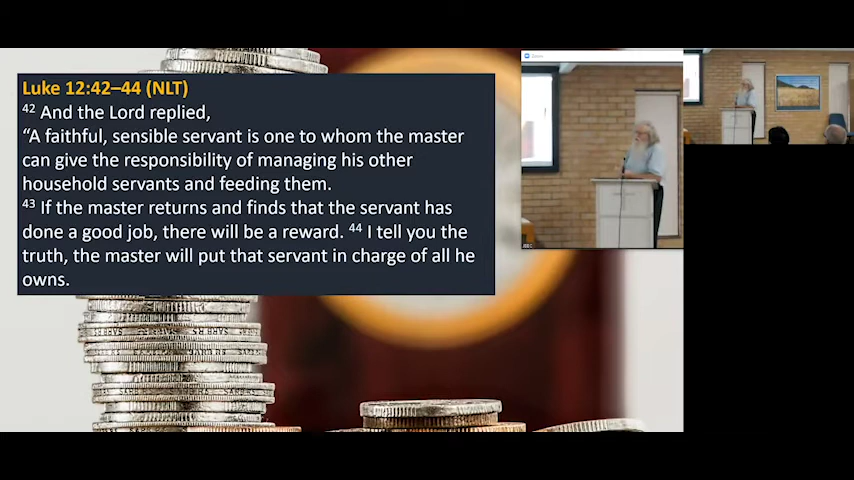 Luke 12:42–44 (NLT)
42 And the Lord replied,
“A faithful, sensible servant is one to whom the master
can give the responsibility of managing his other
household servants and feeding them.
43 If the master returns and finds that the servant has
done a good job, there will be a reward. 44 I tell you the
truth, the master will put that servant in charge of all he
owns.